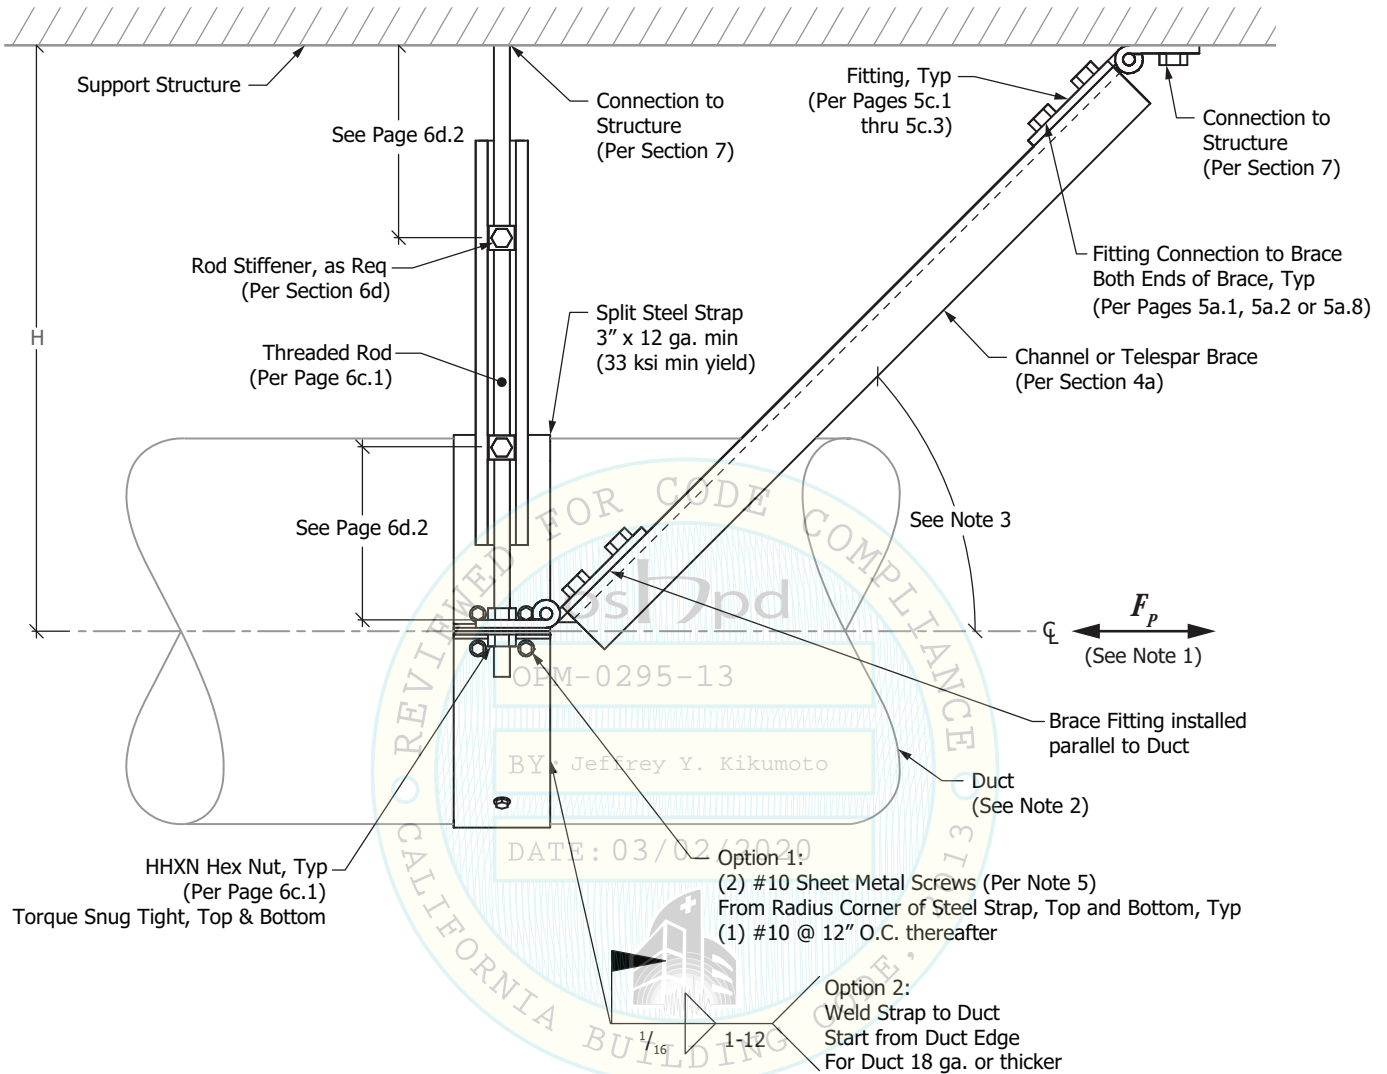 Support Structure
See Page 6d.2
Connection to
Structure
(Per Section 7)
Fitting, Typ
(Per Pages 5c.1
thru 5c.3)
Connection to
Structure
(Per Section 7)
Rod Stiffener, as Req
(Per Section 6d)
Fitting Connection to Brace
Both Ends of Brace, Typ
(Per Pages 5a.1, 5a.2 or 5a.8)
H
Split Steel Strap
3” x 12 ga. min
(33 ksi min yield)
Threaded Rod
(Per Page 6c.1)
Channel or Telespar Brace
(Per Section 4a)
See Page 6d.2
See Note 3
REVIEWED FOR CODE COMPLIANCE
oshpd
℄
Fp
(See Note 1)
OPM-0295-13
Brace Fitting installed
parallel to Duct
BY: Jeffrey Y. Kikumoto
Duct
(See Note 2)
DATE: 03/02/2020
HHXN Hex Nut, Typ
(Per Page 6c.1)
Torque Snug Tight, Top & Bottom
Option 1:
(2) #10 Sheet Metal Screws (Per Note 5)
From Radius Corner of Steel Strap, Top and Bottom, Typ
(1) #10 @ 12” O.C. thereafter
CALIFORNIA BUILDING CODE, 2013
1/16
1-12
Option 2:
Weld Strap to Duct
Start from Duct Edge
For Duct 18 ga. or thicker